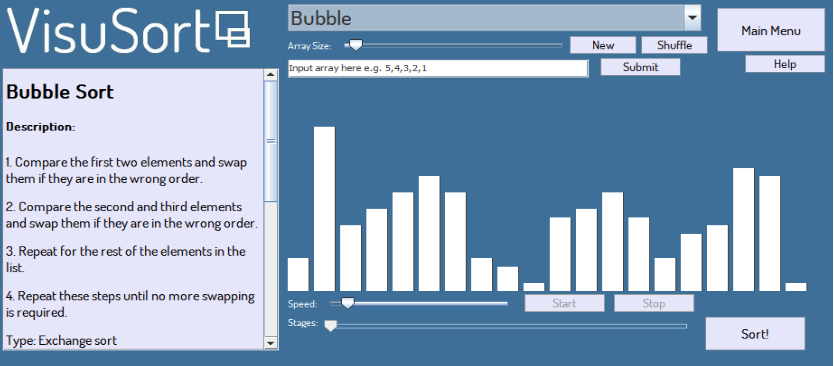 VisuSort
Bubble
Array Size:
New
Shuffle
Main Menu
Input array here e.g. 5,4,3,2,1
Submit
Help
Bubble Sort
Description:
1. Compare the first two elements and swap
them if they are in the wrong order.
2. Compare the second and third elements
and swap them if they are in the wrong order.
3. Repeat for the rest of the elements in the
list.
4. Repeat these steps until no more swapping
is required.
Type: Exchange sort
Speed:
Start
Stop
Stages:
Sort!